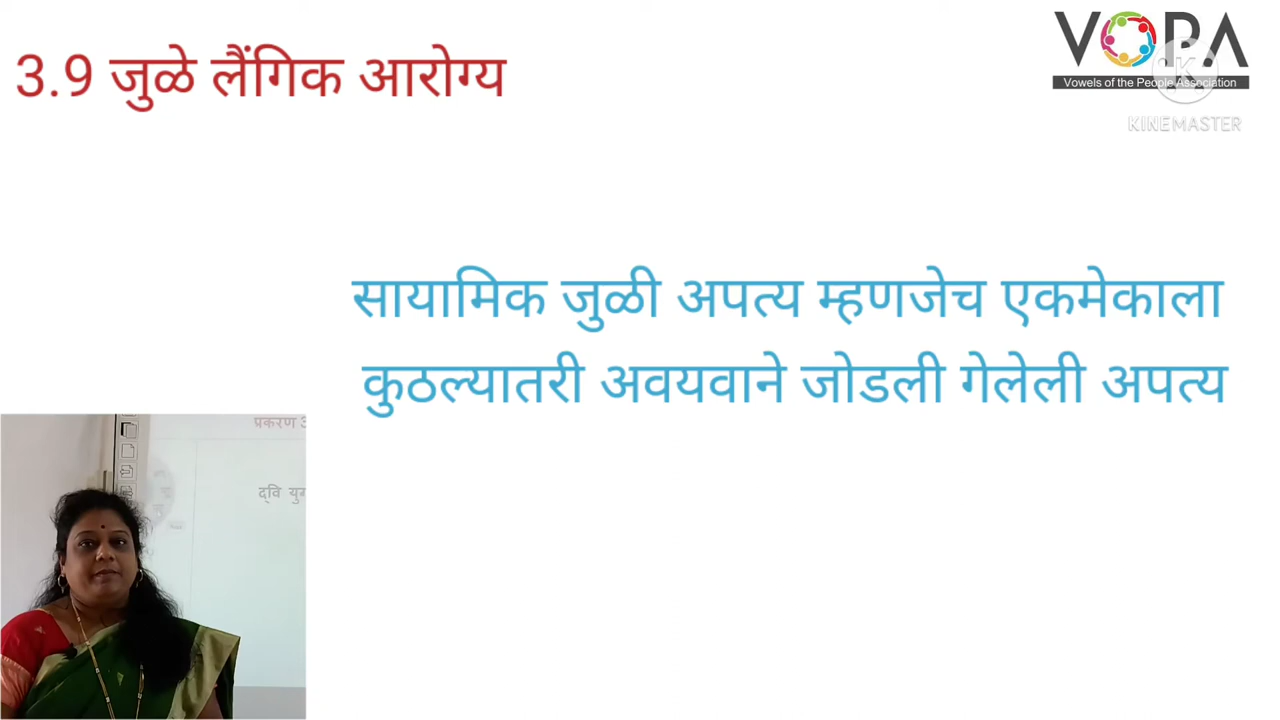 3.9 जुळे लैंगिक आरोग्य
VOPA
Vowels of the People Association
KINEMASTER
सायामिक जुळी अपत्य म्हणजेच एकमेकाला
कुठल्यातरी अवयवाने जोडली गेलेली अपत्य
प्रकरण 3
द्वि युग